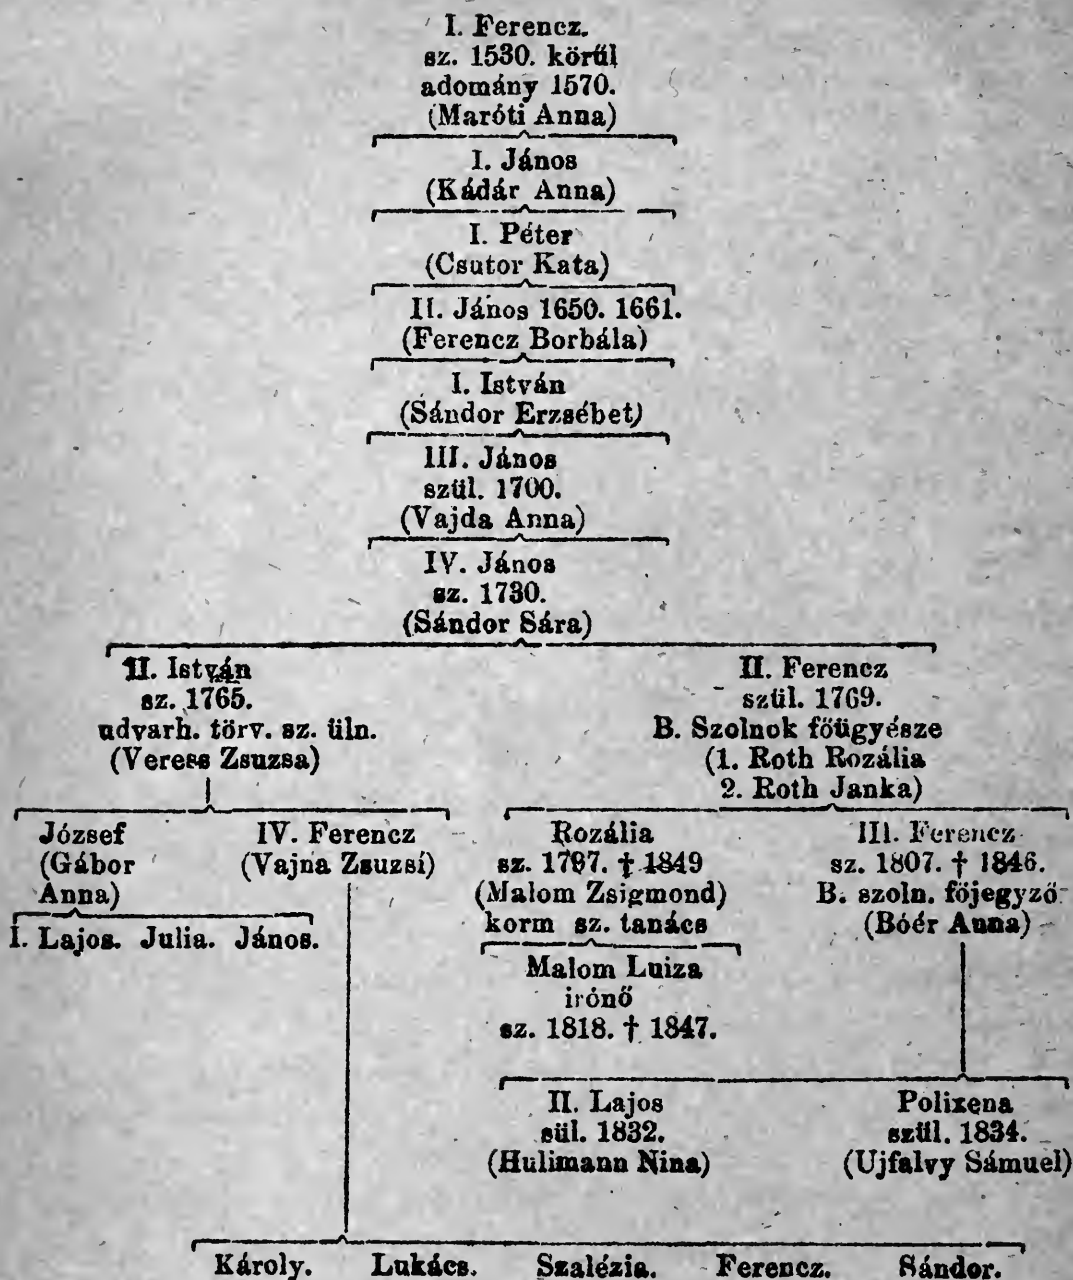 I. Ferencz.
sz. 1530. körül
adomány 1570.
(Maróti Anna)
I. János
(Kádár Anna)
I. Péter
(Csutor Kata)
II. János 1650. 1661.
(Ferencz Borbála)
I. István
(Sándor Erzsébet)
III. János
szül. 1700.
(Vajda Anna)
IV. János
sz. 1730.
(Sándor Sára)
II. István
sz. 1765.
udvarh. törv. sz. üln.
(Veress Zsuzsa)
II. Ferencz
szül. 1769.
B. Szolnok főügyésze
(1. Roth Rozália
2. Roth Janka)
József
(Gábor
Anna)
IV. Ferencz
(Vajna Zsuzsi)
Rozália
sz. 1787. † 1849
(Malom Zsigmond)
korm sz. tanács
III. Ferencz
sz. 1807. † 1846.
B. szoln. főjegyző
(Bóér Anna)
I. Lajos. Julia. János.
Malom Luiza
irónő
sz. 1818. † 1847.
II. Lajos
sül. 1832.
(Hulimann Nina)
Polixena
szül. 1834.
(Ujfalvy Sámuel)
Károly. Lukács. Szalézia. Ferencz. Sándor.